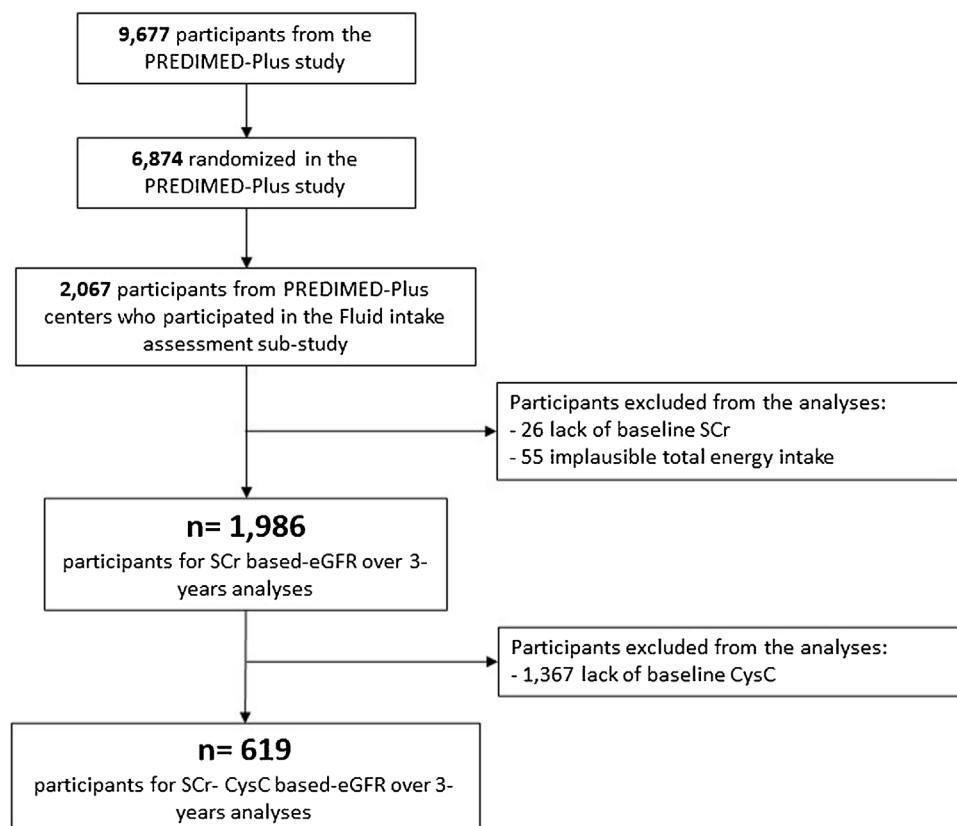 9,677 participants from the
PREDIMED-Plus study
6,874 randomized in the
PREDIMED-Plus study
2,067 participants from PREDIMED-Plus
centers who participated in the Fluid intake
assessment sub-study
Participants excluded from the analyses:
- 26 lack of baseline SCr
- 55 implausible total energy intake
n= 1,986
participants for SCr based-eGFR over 3-
years analyses
Participants excluded from the analyses:
- 1,367 lack of baseline CysC
n= 619
participants for SCr- CysC based-eGFR over 3-
years analyses